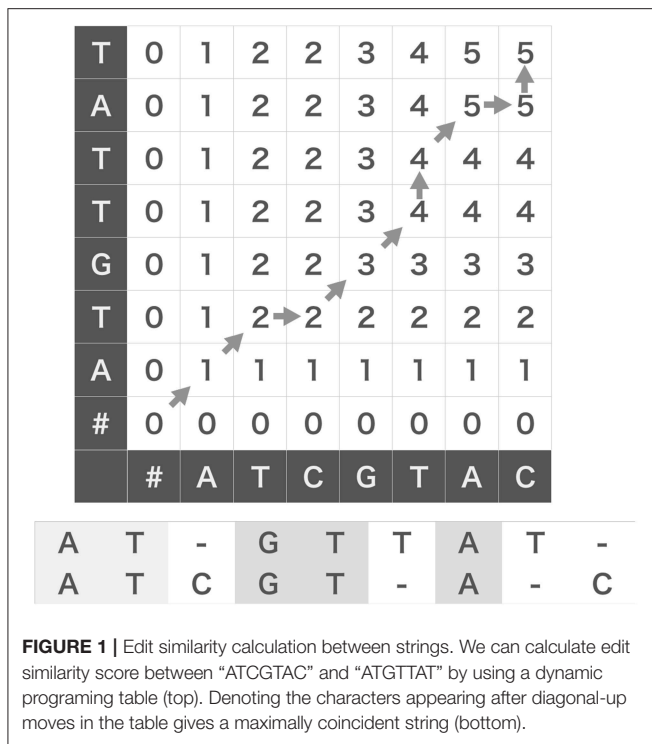 T 0 1 2 2 3 4 5 5
A 0 1 2 2 3 4 5 5
T 0 1 2 2 3 4 4 4
T 0 1 2 2 3 4 4 4
G 0 1 2 2 3 3 3 3
T 0 1 2 2 2 2 2 2
A 0 1 1 1 1 1 1 1
# 0 0 0 0 0 0 0 0
# A T C G T A C
A T - G T T A T -
A T C G T - A - C
FIGURE 1 | Edit similarity calculation between strings. We can calculate edit
similarity score between “ATCGTAC” and “ATGTTAT” by using a dynamic
programing table (top). Denoting the characters appearing after diagonal-up
moves in the table gives a maximally coincident string (bottom).